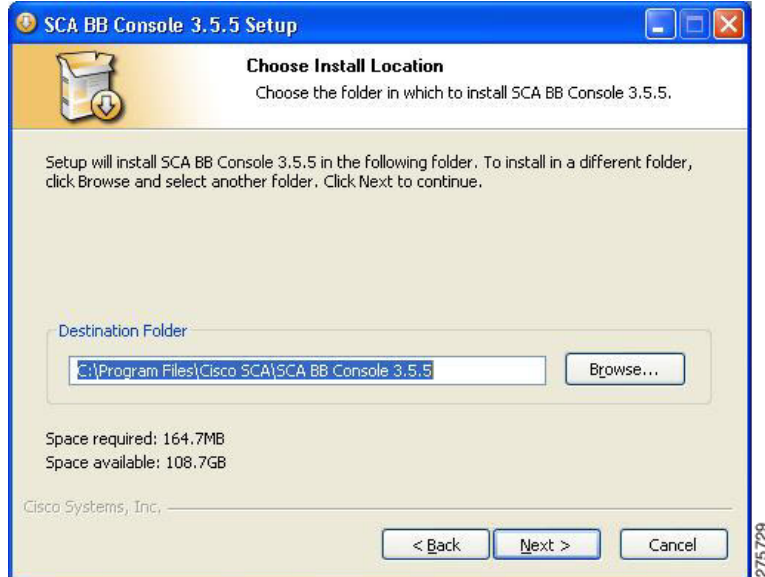 SCA BB Console 3.5.5 Setup
Choose Install Location
Choose the folder in which to install SCA BB Console 3.5.5.
Setup will install SCA BB Console 3.5.5 in the following folder. To install in a different folder,
click Browse and select another folder. Click Next to continue.
Destination Folder
C:\Program Files\Cisco SCA\SCA BB Console 3.5.5
Browse...
Space required: 164.7MB
Space available: 108.7GB
Cisco Systems, Inc.
< Back
Next >
Cancel
275729